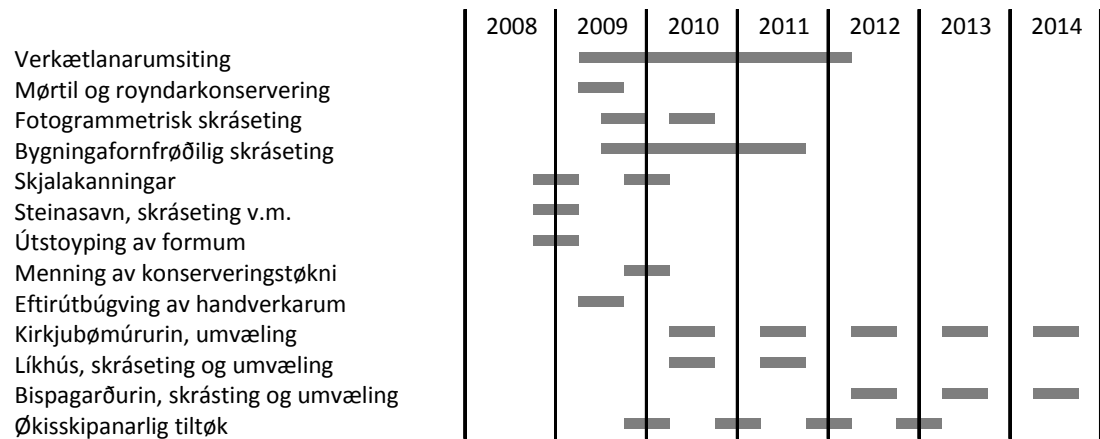 2008 2009 2010 2011 2012 2013 2014
Verkætlanarumsiting
Mørtil og royndarkonservering
Fotogrammetrisk skráseting
Bygningafornfrøðilig skráseting
Skjalakanningar
Steinasavn, skráseting v.m.
Útstoyping av formum
Menning av konserveringstøkni
Eftirútbúgving av handverkarum
Kirkjubømúrurin, umvæling
Líkhús, skráseting og umvæling
Bispagarðurin, skrásting og umvæling
Økisskipanarlig tiltøk